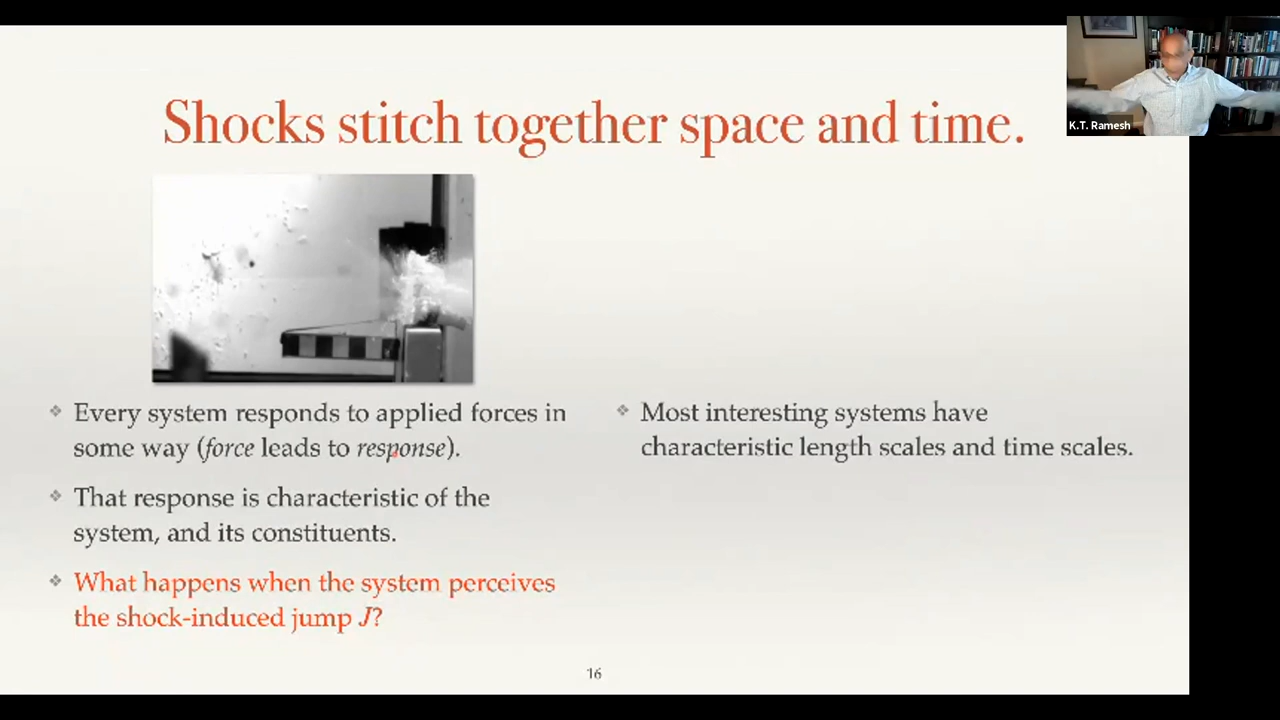 Shocks stitch together space and time.
K.T. Ramesh
Every system responds to applied forces in
some way (force leads to response).
That response is characteristic of the
system, and its constituents.
What happens when the system perceives
the shock-induced jump J?
Most interesting systems have
characteristic length scales and time scales.
16